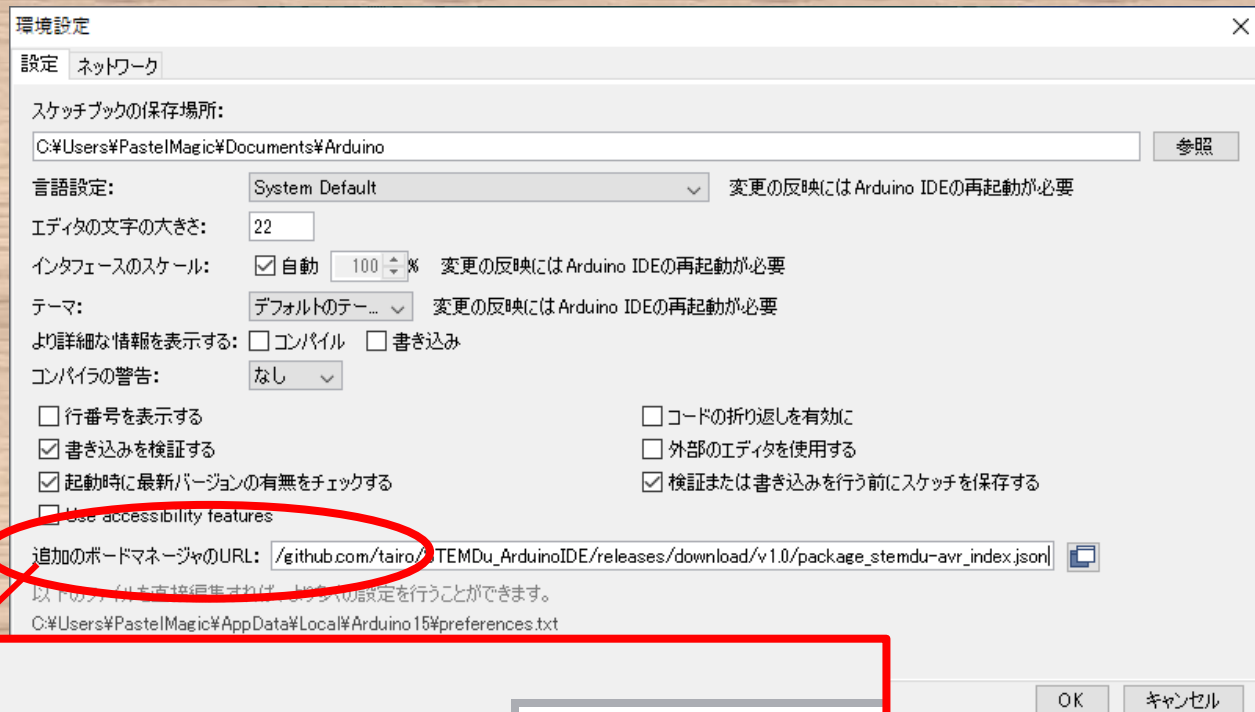 環境設定
設定 ネットワーク
スケッチブックの保存場所:
C:¥Users¥PastelMagic¥Documents¥Arduino 参照
言語設定: System Default 変更の反映にはArduino IDEの再起動が必要
エディタの文字の大きさ: 22
インタフェースのスケール: 自動 100 % 変更の反映にはArduino IDEの再起動が必要
テーマ: デフォルトのテー... 変更の反映にはArduino IDEの再起動が必要
より詳細な情報を表示する: コンパイル 書き込み
コンパイラの警告: なし
行番号を表示する コードの折り返しを有効に
書き込みを検証する 外部のエディタを使用する
起動時に最新バージョンの有無をチェックする 検証または書き込みを行う前にスケッチを保存する
Use accessibility features
追加のボードマネージャのURL: /github.com/tairo/STEMDu_ArduinoIDE/releases/download/v1.0/package_stemdu-avr_index.json
以下のファイルを直接編集すれば、より多くの設定を行うことができます。
C:¥Users¥PastelMagic¥AppData¥Local¥Arduino15¥preferences.txt
OK キャンセル